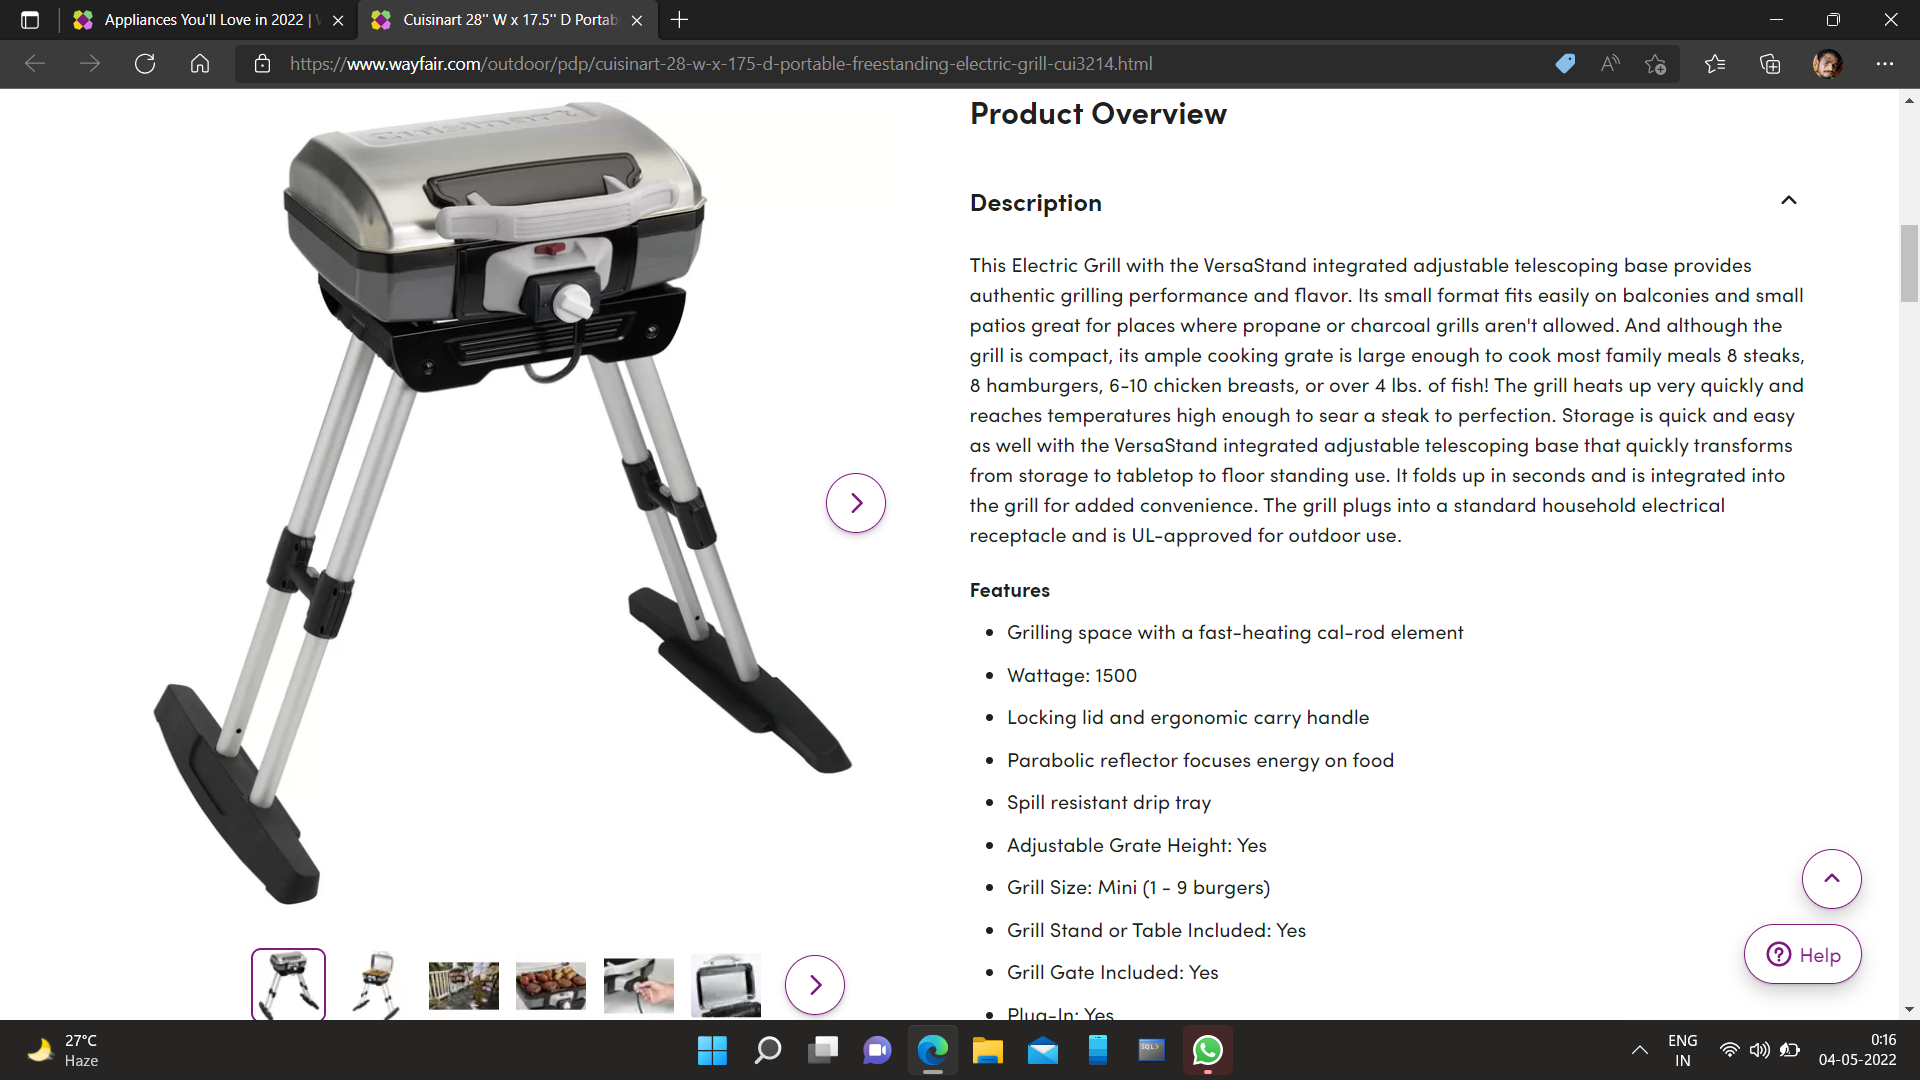 Appliances You'll Love in 2022 |
Cuisinart 28" W x 17.5" D Portab
https://www.wayfair.com/outdoor/pdp/cuisinart-28-w-x-175-d-portable-freestanding-electric-grill-cui3214.html
Cuisinart
Product Overview
Description
This Electric Grill with the VersaStand integrated adjustable telescoping base provides
authentic grilling performance and flavor. Its small format fits easily on balconies and small
patios great for places where propane or charcoal grills aren't allowed. And although the
grill is compact, its ample cooking grate is large enough to cook most family meals 8 steaks,
8 hamburgers, 6-10 chicken breasts, or over 4 lbs. of fish! The grill heats up very quickly and
reaches temperatures high enough to sear a steak to perfection. Storage is quick and easy
as well with the VersaStand integrated adjustable telescoping base that quickly transforms
from storage to tabletop to floor standing use. It folds up in seconds and is integrated into
the grill for added convenience. The grill plugs into a standard household electrical
receptacle and is UL-approved for outdoor use.
Features
• Grilling space with a fast-heating cal-rod element
• Wattage: 1500
• Locking lid and ergonomic carry handle
• Parabolic reflector focuses energy on food
• Spill resistant drip tray
• Adjustable Grate Height: Yes
• Grill Size: Mini (1 - 9 burgers)
• Grill Stand or Table Included: Yes
• Grill Gate Included: Yes
• Plug-In: Yes
Help
27°C
Haze
SQL>
ENG
IN
0:16
04-05-2022